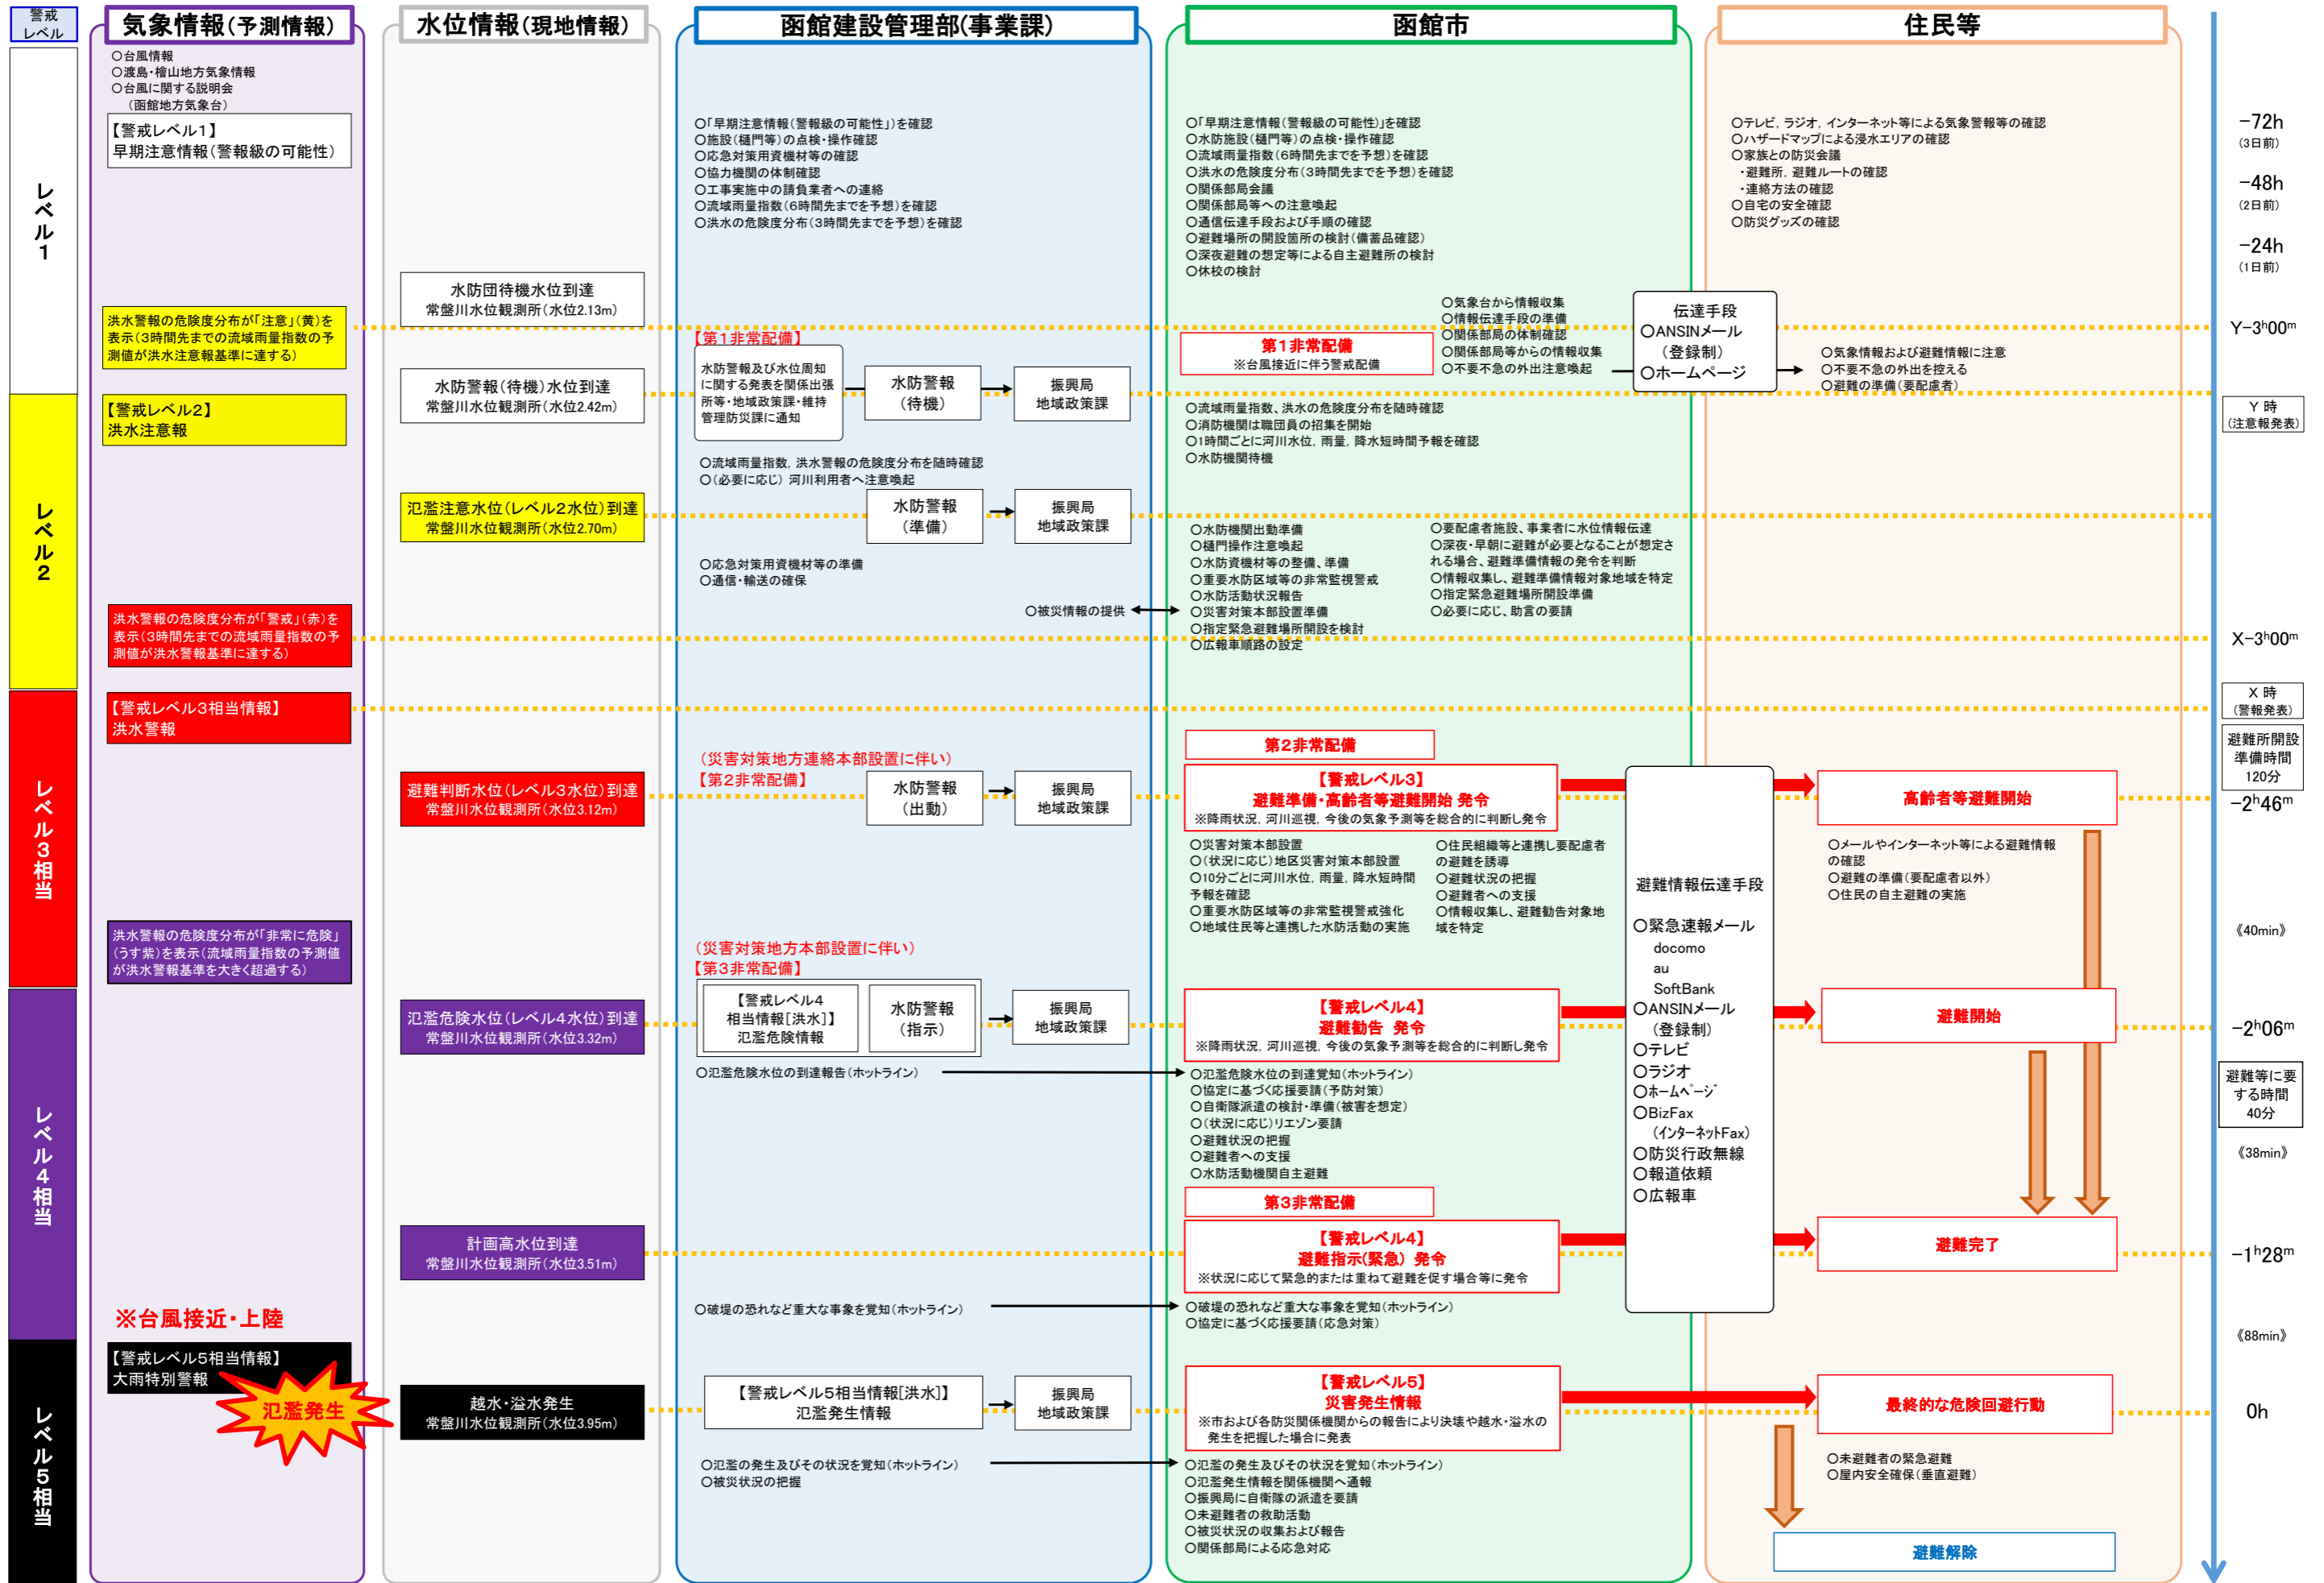 警戒
レベル
気象情報(予測情報)
水位情報(現地情報)
函館建設管理部(事業課)
函館市
住民等
レベル1
レベル2
レベル3相当
レベル4相当
レベル5相当
○台風情報
○渡島・檜山地方気象情報
○台風に関する説明会
(函館地方気象台)
【警戒レベル1】
早期注意情報(警報級の可能性)
洪水警報の危険度分布が「注意」(黄)を
表示(3時間先までの流域雨量指数の予
測値が洪水注意報基準に達する)
【警戒レベル2】
洪水注意報
洪水警報の危険度分布が「警戒」(赤)を
表示(3時間先までの流域雨量指数の予
測値が洪水警報基準に達する)
【警戒レベル3相当情報】
洪水警報
洪水警報の危険度分布が「非常に危険」
(うす紫)を表示(流域雨量指数の予測値
が洪水警報基準を大きく超過する)
※台風接近・上陸
【警戒レベル5相当情報】
大雨特別警報
氾濫発生
水防団待機水位到達
常盤川水位観測所(水位2.13m)
水防警報(待機)水位到達
常盤川水位観測所(水位2.42m)
氾濫注意水位(レベル2水位)到達
常盤川水位観測所(水位2.70m)
避難判断水位(レベル3水位)到達
常盤川水位観測所(水位3.12m)
氾濫危険水位(レベル4水位)到達
常盤川水位観測所(水位3.32m)
計画高水位到達
常盤川水位観測所(水位3.51m)
越水・溢水発生
常盤川水位観測所(水位3.95m)
○「早期注意情報(警報級の可能性」)を確認
○施設(樋門等)の点検・操作確認
○応急対策用資機材等の確認
○協力機関の体制確認
○工事実施中の請負業者への連絡
○流域雨量指数(6時間先までを予想)を確認
○洪水の危険度分布(3時間先までを予想)を確認
【第1非常配備】
水防警報及び水位周知
に関する発表を関係出張
所等・地域政策課・維持
管理防災課に通知
水防警報
(待機)
振興局
地域政策課
○流域雨量指数, 洪水警報の危険度分布を随時確認
○(必要に応じ) 河川利用者へ注意喚起
水防警報
(準備)
振興局
地域政策課
○応急対策用資機材等の準備
○通信・輸送の確保
○被災情報の提供
(災害対策地方連絡本部設置に伴い)
【第2非常配備】
水防警報
(出動)
振興局
地域政策課
(災害対策地方本部設置に伴い)
【第3非常配備】
【警戒レベル4
相当情報[洪水]】
氾濫危険情報
水防警報
(指示)
振興局
地域政策課
○氾濫危険水位の到達報告(ホットライン)
○破堤の恐れなど重大な事象を覚知(ホットライン)
【警戒レベル5相当情報[洪水]】
氾濫発生情報
振興局
地域政策課
○氾濫の発生及びその状況を覚知(ホットライン)
○被災状況の把握
○「早期注意情報(警報級の可能性)」を確認
○水防施設(樋門等)の点検・操作確認
○流域雨量指数(6時間先までを予想)を確認
○洪水の危険度分布(3時間先までを予想)を確認
○関係部局会議
○関係部局等への注意喚起
○通信伝達手段および手順の確認
○避難場所の開設箇所の検討(備蓄品確認)
○深夜避難の想定等による自主避難所の検討
○休校の検討
第1非常配備
※台風接近に伴う警戒配備
○気象台から情報収集
○情報伝達手段の準備
○関係部局の体制確認
○関係部局等からの情報収集
○不要不急の外出注意喚起
伝達手段
○ANSINメール
(登録制)
○ホームページ
○流域雨量指数、洪水の危険度分布を随時確認
○消防機関は職団員の招集を開始
○1時間ごとに河川水位, 雨量, 降水短時間予報を確認
○水防機関待機
○水防機関出動準備
○樋門操作注意喚起
○水防資機材等の整備、準備
○重要水防区域等の非常監視警戒
○水防活動状況報告
○災害対策本部設置準備
○指定緊急避難場所開設を検討
○広報車順路の設定
○要配慮者施設、事業者に水位情報伝達
○深夜・早朝に避難が必要となることが想定さ
れる場合、避難準備情報の発令を判断
○情報収集し、避難準備情報対象地域を特定
○指定緊急避難場所開設準備
○必要に応じ、助言の要請
第2非常配備
【警戒レベル3】
避難準備・高齢者等避難開始 発令
※降雨状況, 河川巡視, 今後の気象予測等を総合的に判断し発令
○災害対策本部設置
○(状況に応じ)地区災害対策本部設置
○10分ごとに河川水位, 雨量, 降水短時間
予報を確認
○重要水防区域等の非常監視警戒強化
○地域住民等と連携した水防活動の実施
○住民組織等と連携し要配慮者
の避難を誘導
○避難状況の把握
○避難者への支援
○情報収集し、避難勧告対象地
域を特定
【警戒レベル4】
避難勧告 発令
※降雨状況, 河川巡視, 今後の気象予測等を総合的に判断し発令
○氾濫危険水位の到達覚知(ホットライン)
○協定に基づく応援要請(予防対策)
○自衛隊派遣の検討・準備(被害を想定)
○(状況に応じ)リエゾン要請
○避難状況の把握
○避難者への支援
○水防活動機関自主避難
第3非常配備
【警戒レベル4】
避難指示(緊急) 発令
※状況に応じて緊急的または重ねて避難を促す場合等に発令
○破堤の恐れなど重大な事象を覚知(ホットライン)
○協定に基づく応援要請(応急対策)
【警戒レベル5】
災害発生情報
※市および各防災関係機関からの報告により決壊や越水・溢水の
発生を把握した場合に発表
○氾濫の発生及びその状況を覚知(ホットライン)
○氾濫発生情報を関係機関へ通報
○振興局に自衛隊の派遣を要請
○未避難者の救助活動
○被災状況の収集および報告
○関係部局による応急対応
避難情報伝達手段
○緊急速報メール
docomo
au
SoftBank
○ANSINメール
(登録制)
○テレビ
○ラジオ
○ホームページ
○BizFax
(インターネットFax)
○防災行政無線
○報道依頼
○広報車
○テレビ, ラジオ, インターネット等による気象警報等の確認
○ハザードマップによる浸水エリアの確認
○家族との防災会議
・避難所, 避難ルートの確認
・連絡方法の確認
○自宅の安全確認
○防災グッズの確認
○気象情報および避難情報に注意
○不要不急の外出を控える
○避難の準備(要配慮者)
高齢者等避難開始
○メールやインターネット等による避難情報
の確認
○避難の準備(要配慮者以外)
○住民の自主避難の実施
避難開始
避難完了
最終的な危険回避行動
○未避難者の緊急避難
○屋内安全確保(垂直避難)
避難解除
-72h
(3日前)
-48h
(2日前)
-24h
(1日前)
Y-3h00m
Y 時
(注意報発表)
X-3h00m
X 時
(警報発表)
避難所開設
準備時間
120分
-2h46m
《40min》
-2h06m
避難等に要
する時間
40分
《38min》
-1h28m
《88min》
0h